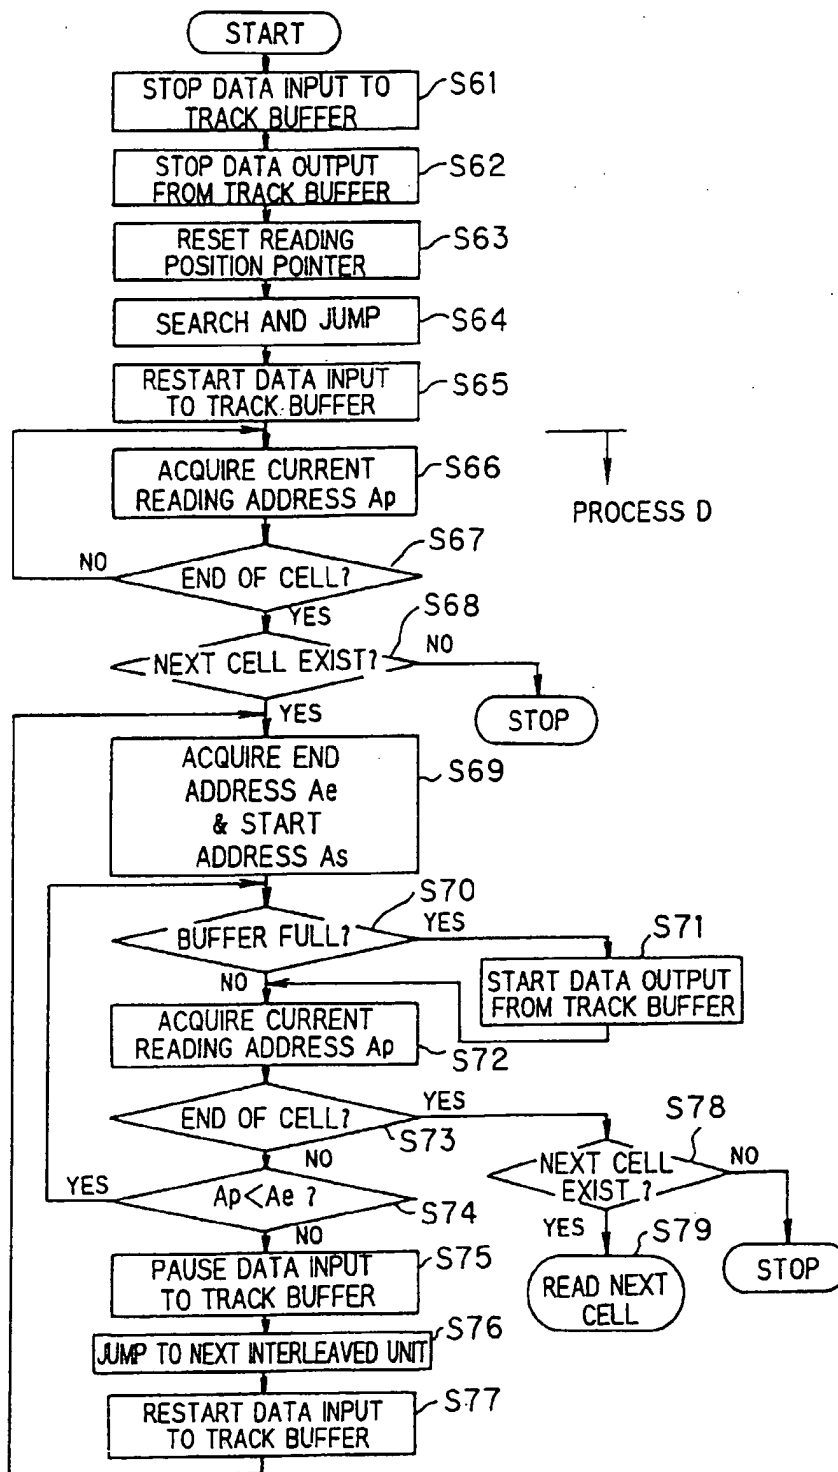 START
STOP DATA INPUT TO
TRACK BUFFER
S61
STOP DATA OUTPUT
FROM TRACK BUFFER
S62
RESET READING
POSITION POINTER
S63
SEARCH AND JUMP
S64
RESTART DATA INPUT
TO TRACK BUFFER
S65
ACQUIRE CURRENT
READING ADDRESS Ap
S66
PROCESS D
S67
NO
END OF CELL?
YES
S68
NO
NEXT CELL EXIST?
YES
STOP
ACQUIRE END
ADDRESS Ae
& START
ADDRESS As
S69
S70
YES
BUFFER FULL?
NO
S71
START DATA OUTPUT
FROM TRACK BUFFER
ACQUIRE CURRENT
READING ADDRESS Ap
S72
END OF CELL?
YES
S73
NO
S78
NEXT CELL
EXIST ?
NO
YES
STOP
YES
Ap<Ae ?
S74
NO
S79
READ NEXT
CELL
PAUSE DATA INPUT
TO TRACK BUFFER
S75
JUMP TO NEXT INTERLEAVED UNIT
S76
RESTART DATA INPUT
TO TRACK BUFFER
S77